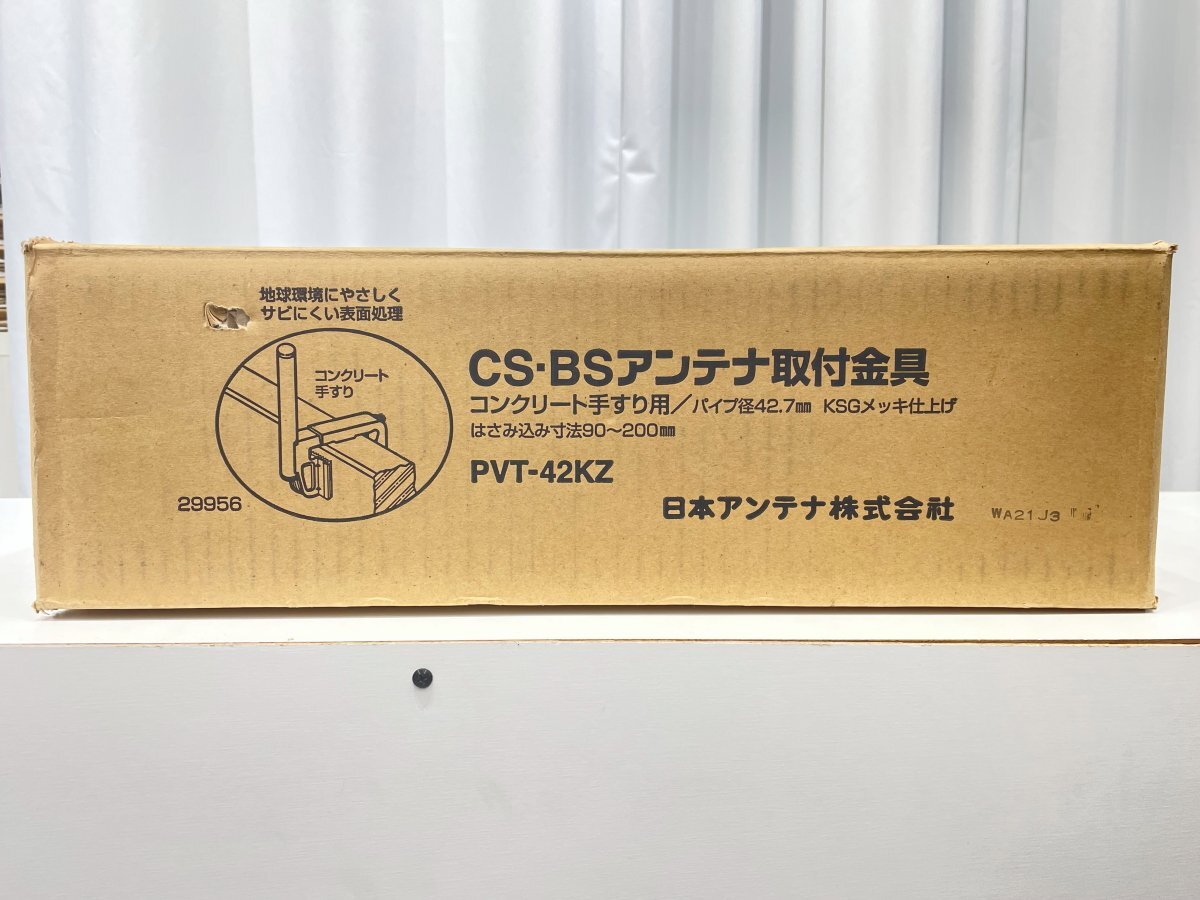 地球環境にやさしく
サビにくい表面処理
コンクリート
手すり
29956
CS・BSアンテナ取付金具
コンクリート手すり用／パイプ径42.7㎜ KSGメッキ仕上げ
はさみ込み寸法90〜200㎜
PVT-42KZ
日本アンテナ株式会社
WA21J3